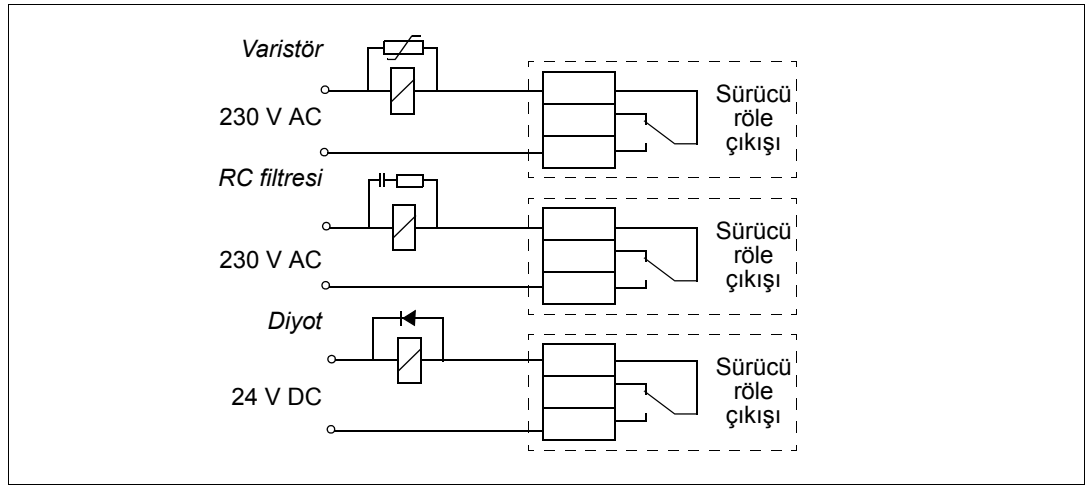 Varistör
230 V AC
Sürücü
röle
çıkışı
RC filtresi
230 V AC
Sürücü
röle
çıkışı
Diyot
24 V DC
Sürücü
röle
çıkışı